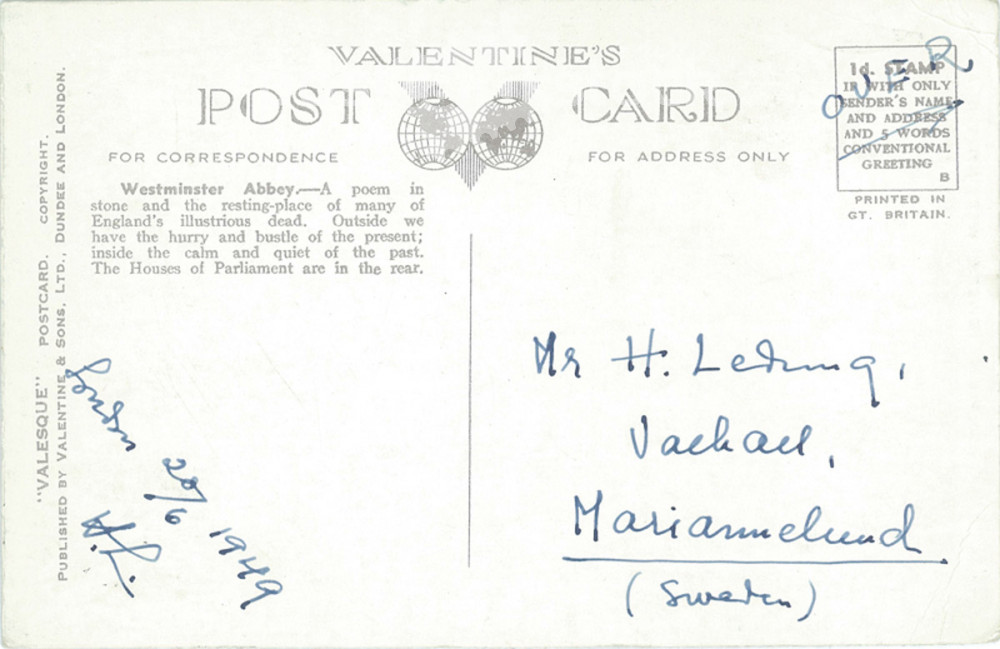 VALENTINE'S
POST CARD
FOR CORRESPONDENCE
FOR ADDRESS ONLY
Westminster Abbey.—A poem in
stone and the resting-place of many of
England's illustrious dead. Outside we
have the hurry and bustle of the present;
inside the calm and quiet of the past.
The Houses of Parliament are in the rear.
"VALESQUE" POSTCARD. COPYRIGHT.
PUBLISHED BY VALENTINE & SONS, LTD., DUNDEE AND LONDON.
London 28/6 1949
H.L.
OVER
1d. STAMP
IF WITH ONLY
SENDER'S NAME
AND ADDRESS
AND 5 WORDS
CONVENTIONAL
GREETING
B
PRINTED IN
GT. BRITAIN.
Mr H. Ledung,
Mariannelund
(Sweden)